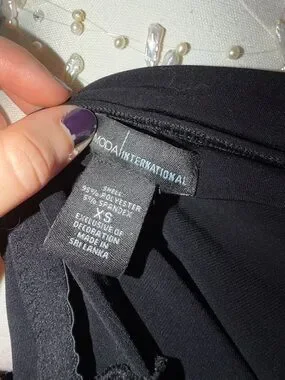 MODA INTERNATIONAL
SHELL:
95% POLYESTER
5% SPANDEX
XS
EXCLUSIVE OF
DECORATION
MADE IN
SRI LANKA